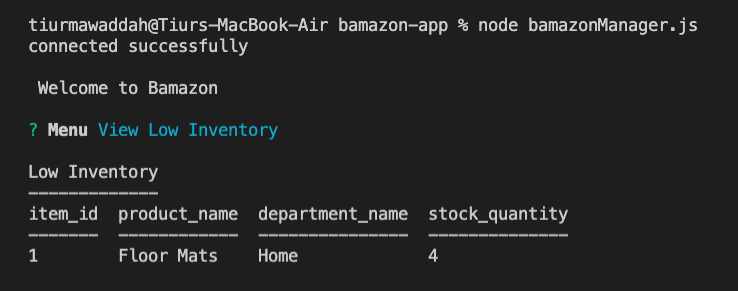 tiurmawaddah@Tiurs-MacBook-Air bamazon-app % node bamazonManager.js
connected successfully
Welcome to Bamazon
? Menu View Low Inventory
Low Inventory
-------------
item_id  product_name  department_name  stock_quantity
-------  ------------  ---------------  --------------
1        Floor Mats    Home             4